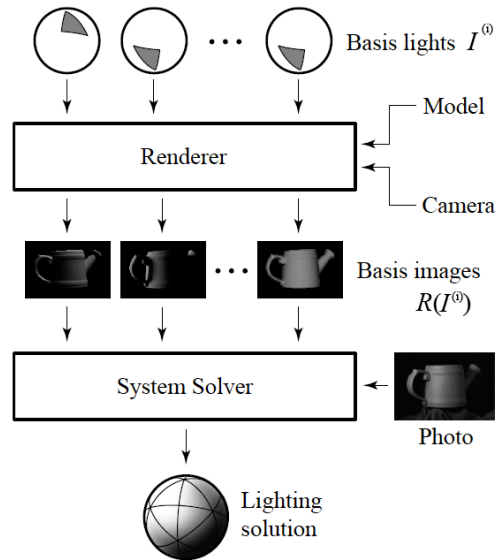 Basis lights I(i)
Model
Renderer
Camera
Basis images
R(I(i))
System Solver
Photo
Lighting
solution